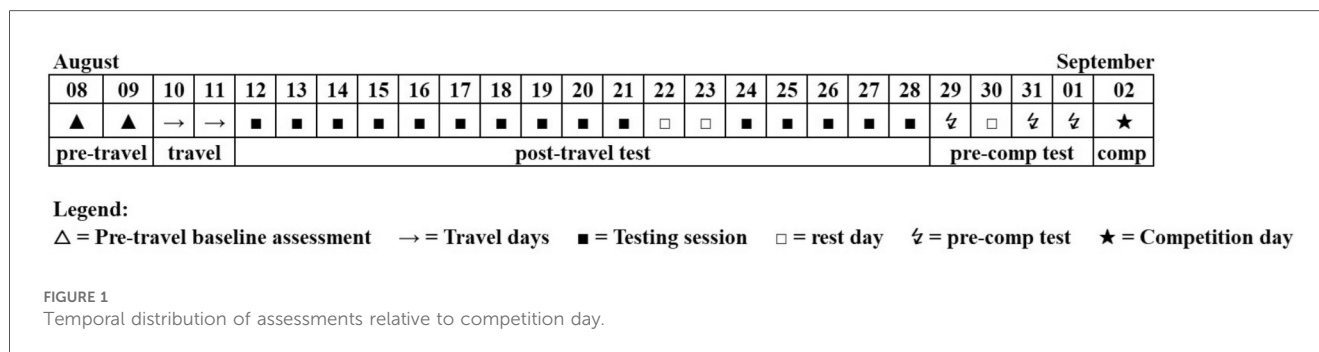 August September
08 09 10 11 12 13 14 15 16 17 18 19 20 21 22 23 24 25 26 27 28 29 30 31 01 02
▲ ▲ → → ■ ■ ■ ■ ■ ■ ■ ■ ■ ■ □ □ ■ ■ ■ ■ ■ ↯ □ ↯ ↯ ★
pre-travel travel post-travel test pre-comp test comp
Legend:
△ = Pre-travel baseline assessment → = Travel days ■ = Testing session □ = rest day ↯ = pre-comp test ★ = Competition day
FIGURE 1
Temporal distribution of assessments relative to competition day.